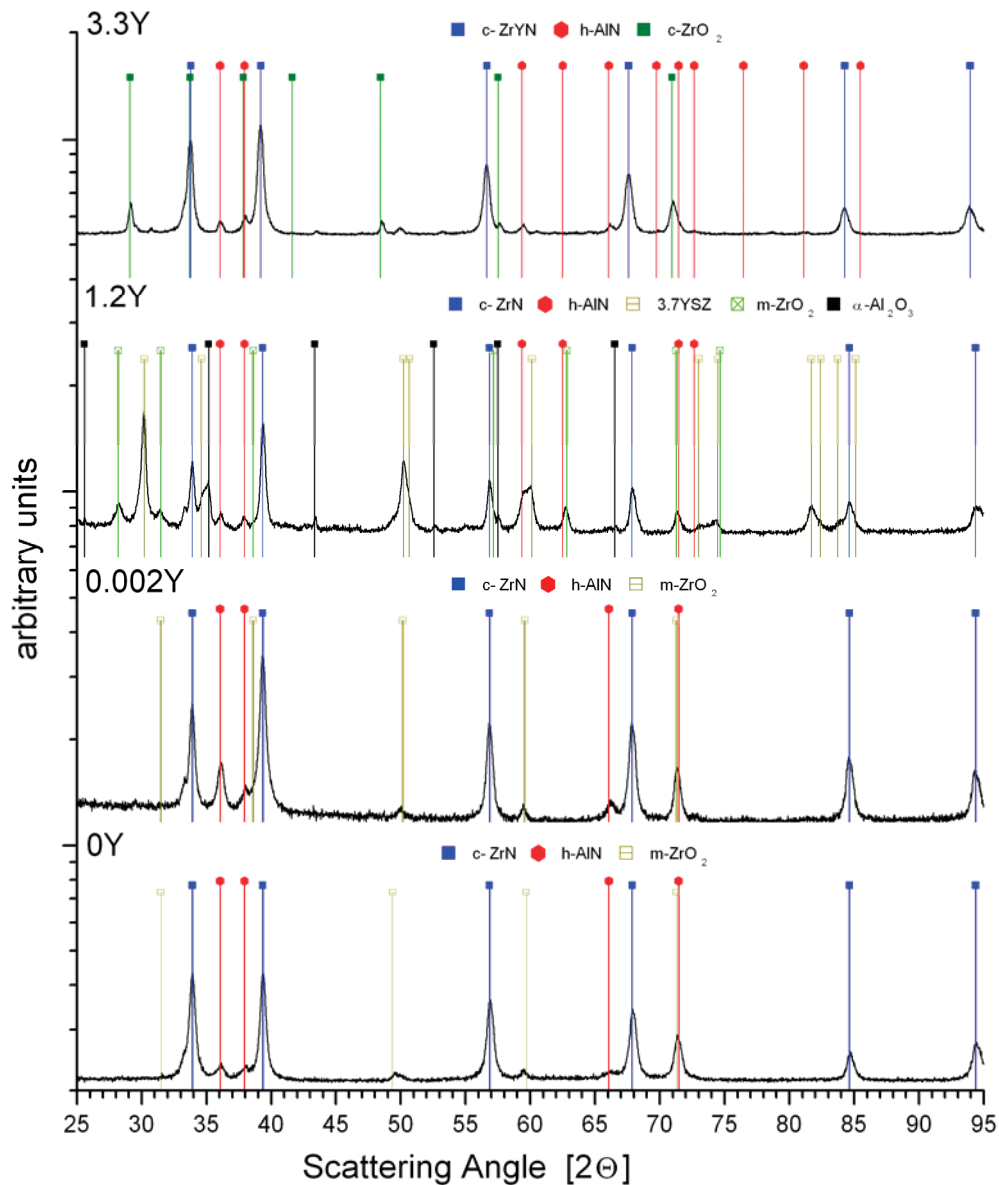 3.3Y
c- ZrYN h-AlN c-ZrO2
1.2Y
c- ZrN h-AlN 3.7YSZ m-ZrO2 α-Al2O3
0.002Y
c- ZrN h-AlN m-ZrO2
0Y
c- ZrN h-AlN m-ZrO2
arbitrary units
25 30 35 40 45 50 55 60 65 70 75 80 85 90 95
Scattering Angle [2Θ]